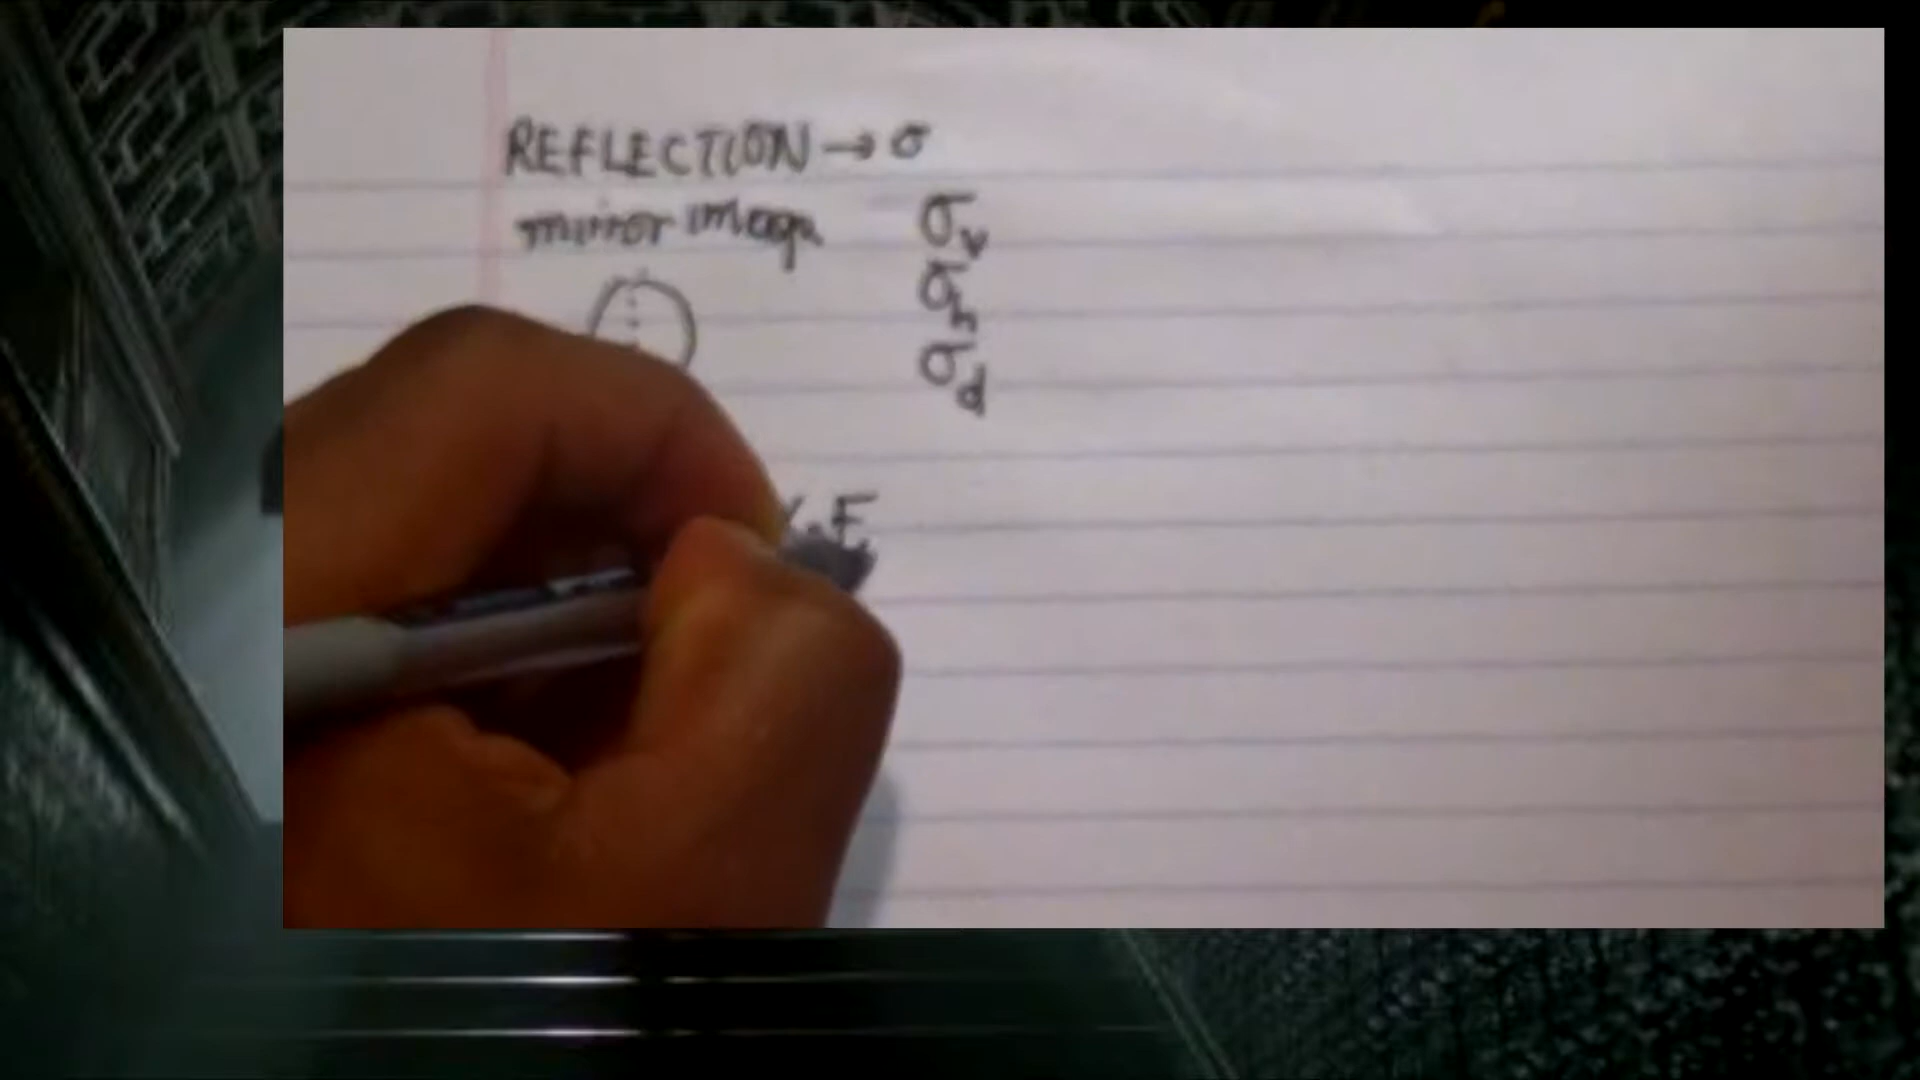 REFLECTION → σ
mirror image
σv
σh
σd